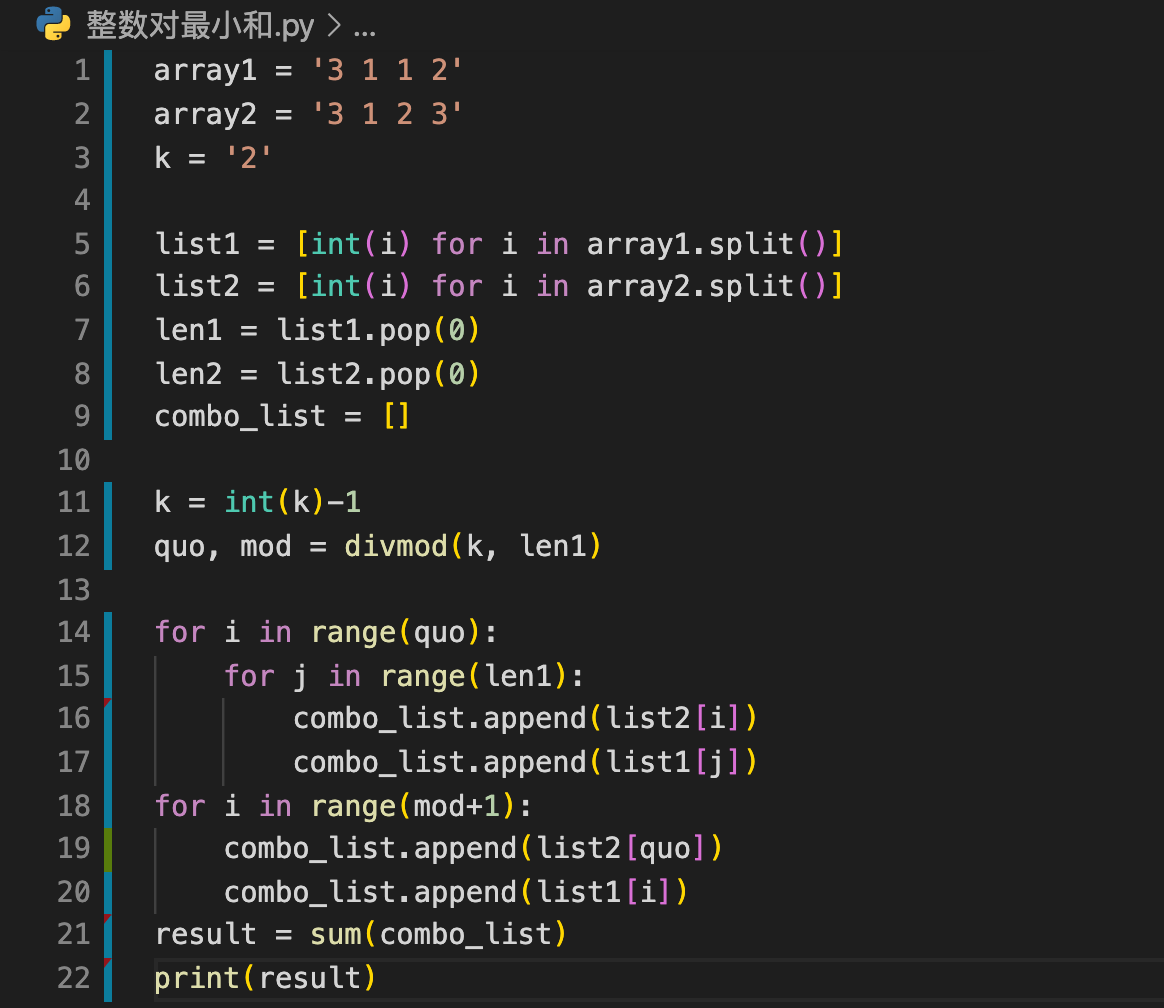 整数对最小和.py > ...
1 array1 = '3 1 1 2'
2 array2 = '3 1 2 3'
3 k = '2'
4
5 list1 = [int(i) for i in array1.split()]
6 list2 = [int(i) for i in array2.split()]
7 len1 = list1.pop(0)
8 len2 = list2.pop(0)
9 combo_list = []
10
11 k = int(k)-1
12 quo, mod = divmod(k, len1)
13
14 for i in range(quo):
15     for j in range(len1):
16         combo_list.append(list2[i])
17         combo_list.append(list1[j])
18 for i in range(mod+1):
19     combo_list.append(list2[quo])
20     combo_list.append(list1[i])
21 result = sum(combo_list)
22 print(result)